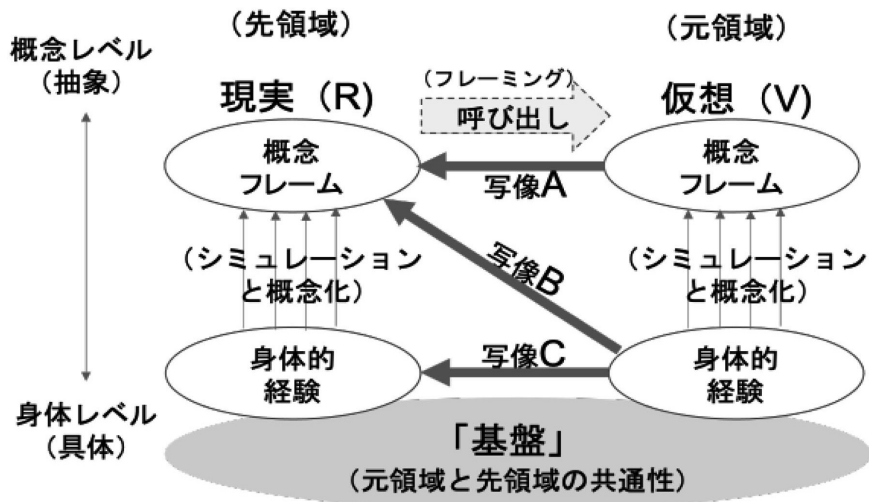 （先領域）
（元領域）
概念レベル
（抽象）
現実（R)
（フレーミング）
呼び出し
仮想（V)
概念
フレーム
写像A
概念
フレーム
（シミュレーション
と概念化）
写像B
（シミュレーション
と概念化）
身体的
経験
写像C
身体的
経験
身体レベル
（具体）
「基盤」
（元領域と先領域の共通性）